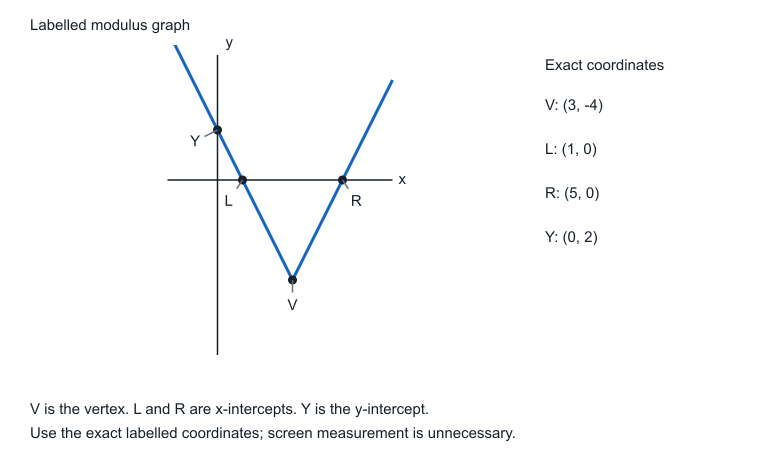 Labelled modulus graph
y
Exact coordinates
V: (3, -4)
Y
L: (1, 0)
x
L
R
R: (5, 0)
Y: (0, 2)
V
V is the vertex. L and R are x-intercepts. Y is the y-intercept.
Use the exact labelled coordinates; screen measurement is unnecessary.